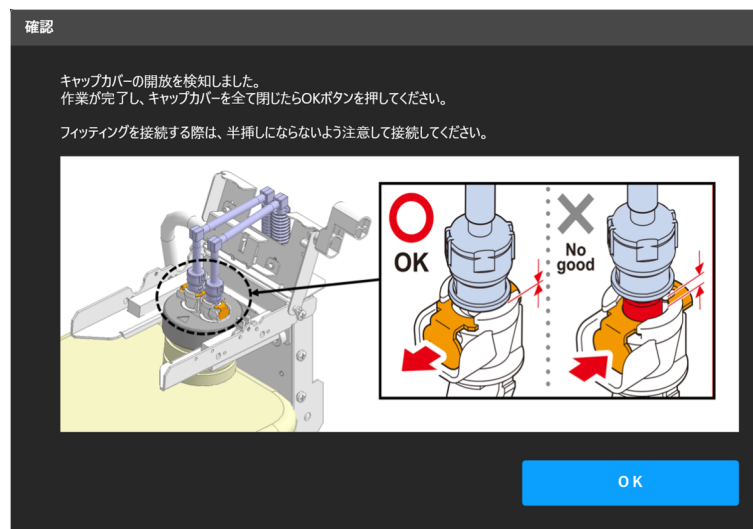 確認
キャップカバーの開放を検知しました。
作業が完了し、キャップカバーを全て閉じたらOKボタンを押してください。
フィッティングを接続する際は、半挿しにならないよう注意して接続してください。
OK
No
good
OK